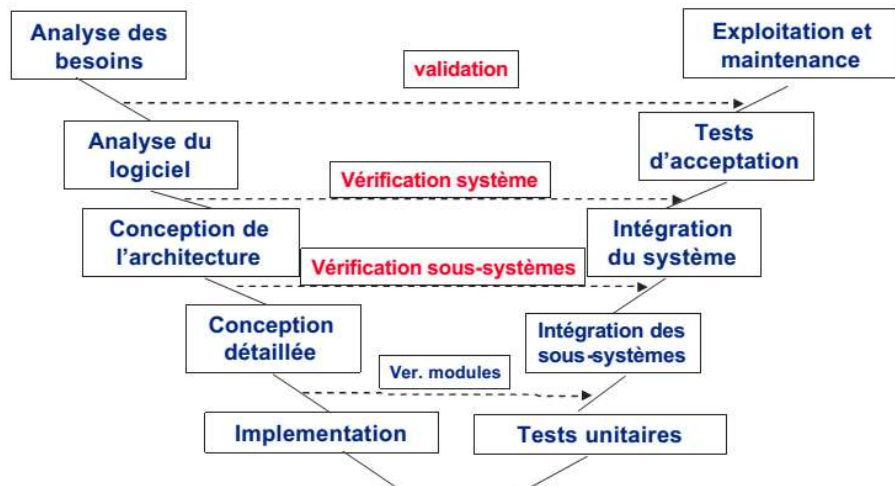 Analyse des
besoins
Exploitation et
maintenance
validation
Analyse du
logiciel
Tests
d'acceptation
Vérification système
Conception de
l'architecture
Intégration
du système
Vérification sous-systèmes
Conception
détaillée
Intégration des
sous-systèmes
Ver. modules
Implementation
Tests unitaires